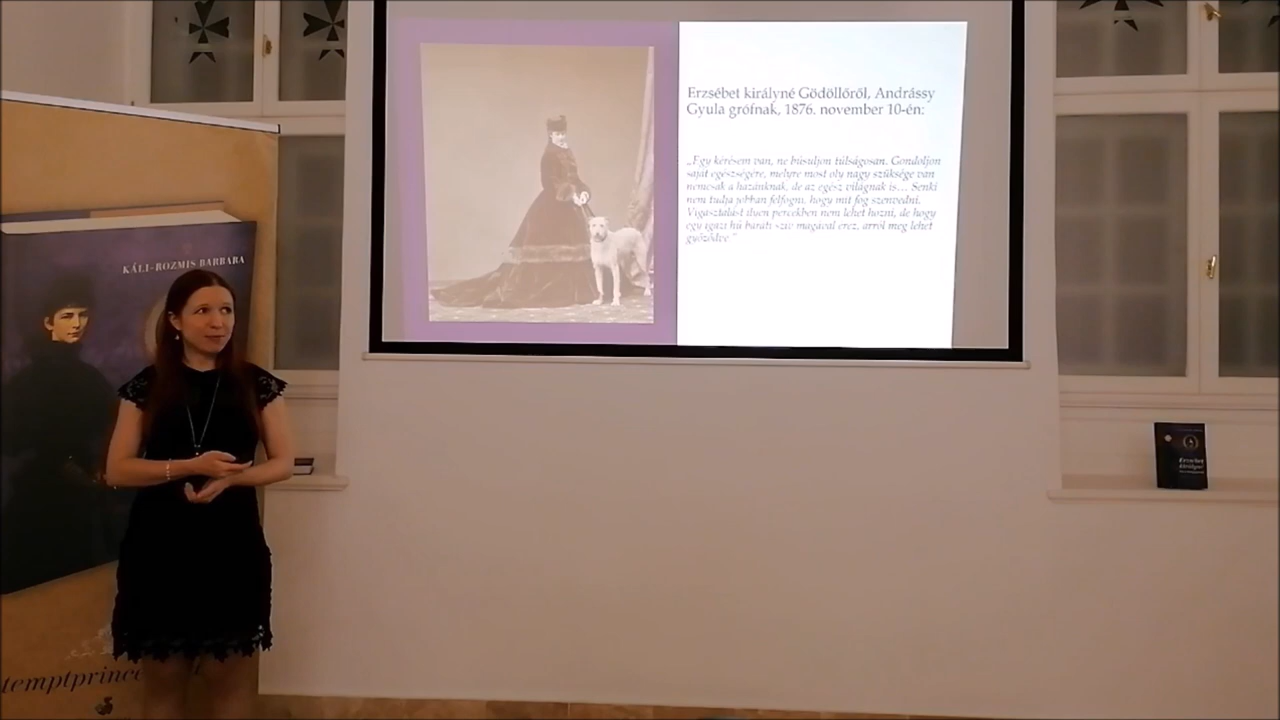 Erzsébet királyné Gödöllőről, Andrássy
Gyula grófnak, 1876. november 10-én:
„Egy kérésem van, ne búsuljon túlságosan. Gondoljon
saját egészségére, melyre most oly nagy szüksége van
nemcsak a hazánknak, de az egész világnak is... Senki
nem tudja jobban felfogni, hogy mit fog szenvedni.
Vigasztalást ilyen percekben nem lehet hozni, de hogy
egy igazi hű baráti szív magával érez, arról meg lehet
győződve."
KÁLI-ROZMIS BARBARA
temptprince
Erzsébet
királyné